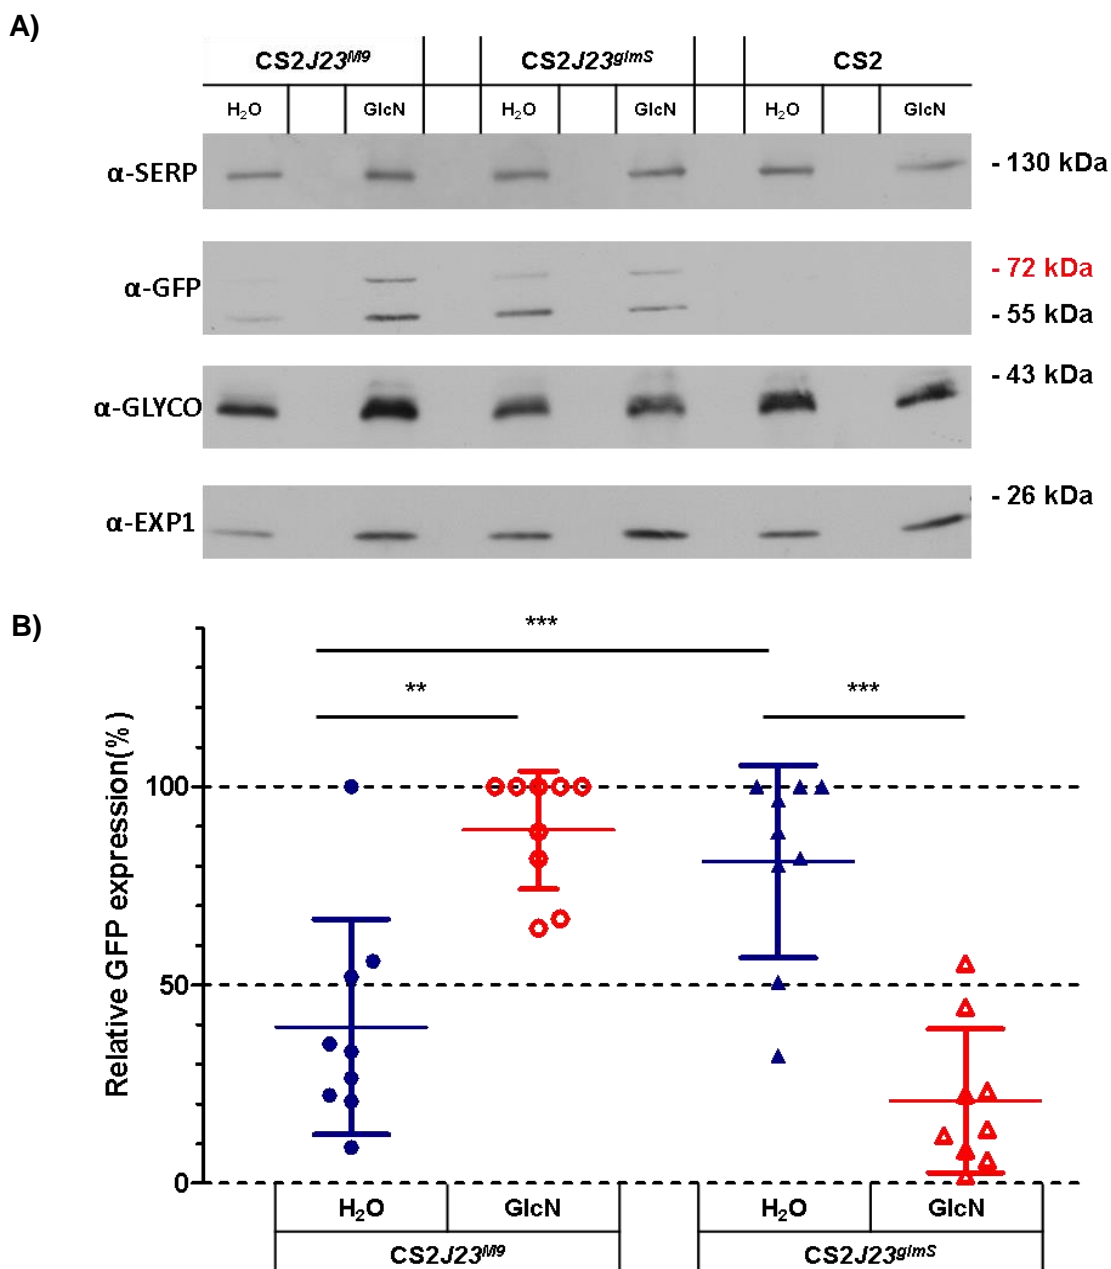 A)
CS2J23ᴹ⁹ CS2J23ᵍˡᵐˢ CS2
H₂O GlcN H₂O GlcN H₂O GlcN
α-SERP - 130 kDa
α-GFP - 72 kDa
- 55 kDa
α-GLYCO - 43 kDa
α-EXP1 - 26 kDa
B)
*** 
** ***
Relative GFP expression(%)
100
50
0
H₂O GlcN H₂O GlcN
CS2J23ᴹ⁹ CS2J23ᵍˡᵐˢ